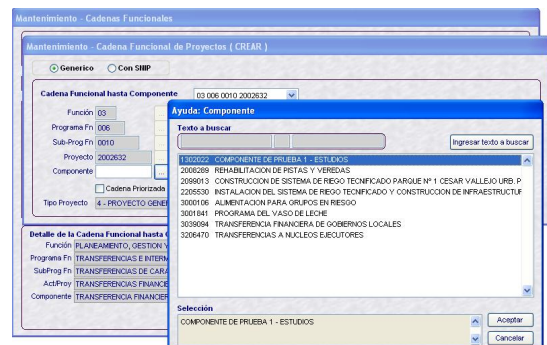 Mantenimiento - Cadenas Funcionales
Mantenimiento - Cadena Funcional de Proyectos ( CREAR )
Generico Con SNIP
Cadena Funcional hasta Componente 03 006 0010 2002632
Función 03
Programa Fn 006
Sub-Prog Fn 0010
Proyecto 2002632
Componente ...
Cadena Priorizada
Tipo Proyecto 4 - PROYECTO GENE
Detalle de la Cadena Funcional hasta
Función PLANEAMIENTO, GESTION Y
Programa Fn TRANSFERENCIAS E INTERM
SubProg Fn TRANSFERENCIAS DE CARA
Act/Proy TRANSFERENCIAS FINANCIE
Componente TRANSFERENCIA FINANCIER
Ayuda: Componente
Texto a buscar
Ingresar texto a buscar
1302022 COMPONENTE DE PRUEBA 1 - ESTUDIOS
2008289 REHABILITACION DE PISTAS Y VEREDAS
2099013 CONSTRUCCION DE SISTEMA DE RIEGO TECNIFICADO PARQUE Nº 1 CESAR VALLEJO URB. P
2205530 INSTALACION DEL SISTEMA DE RIEGO TECNIFICADO Y CONSTRUCCION DE INFRAESTRUCTUR
3000106 ALIMENTACION PARA GRUPOS EN RIESGO
3001841 PROGRAMA DEL VASO DE LECHE
3039094 TRANSFERENCIA FINANCIERA DE GOBIERNOS LOCALES
3206470 TRANSFERENCIAS A NUCLEOS EJECUTORES
Selección
COMPONENTE DE PRUEBA 1 - ESTUDIOS
Aceptar
Cancelar